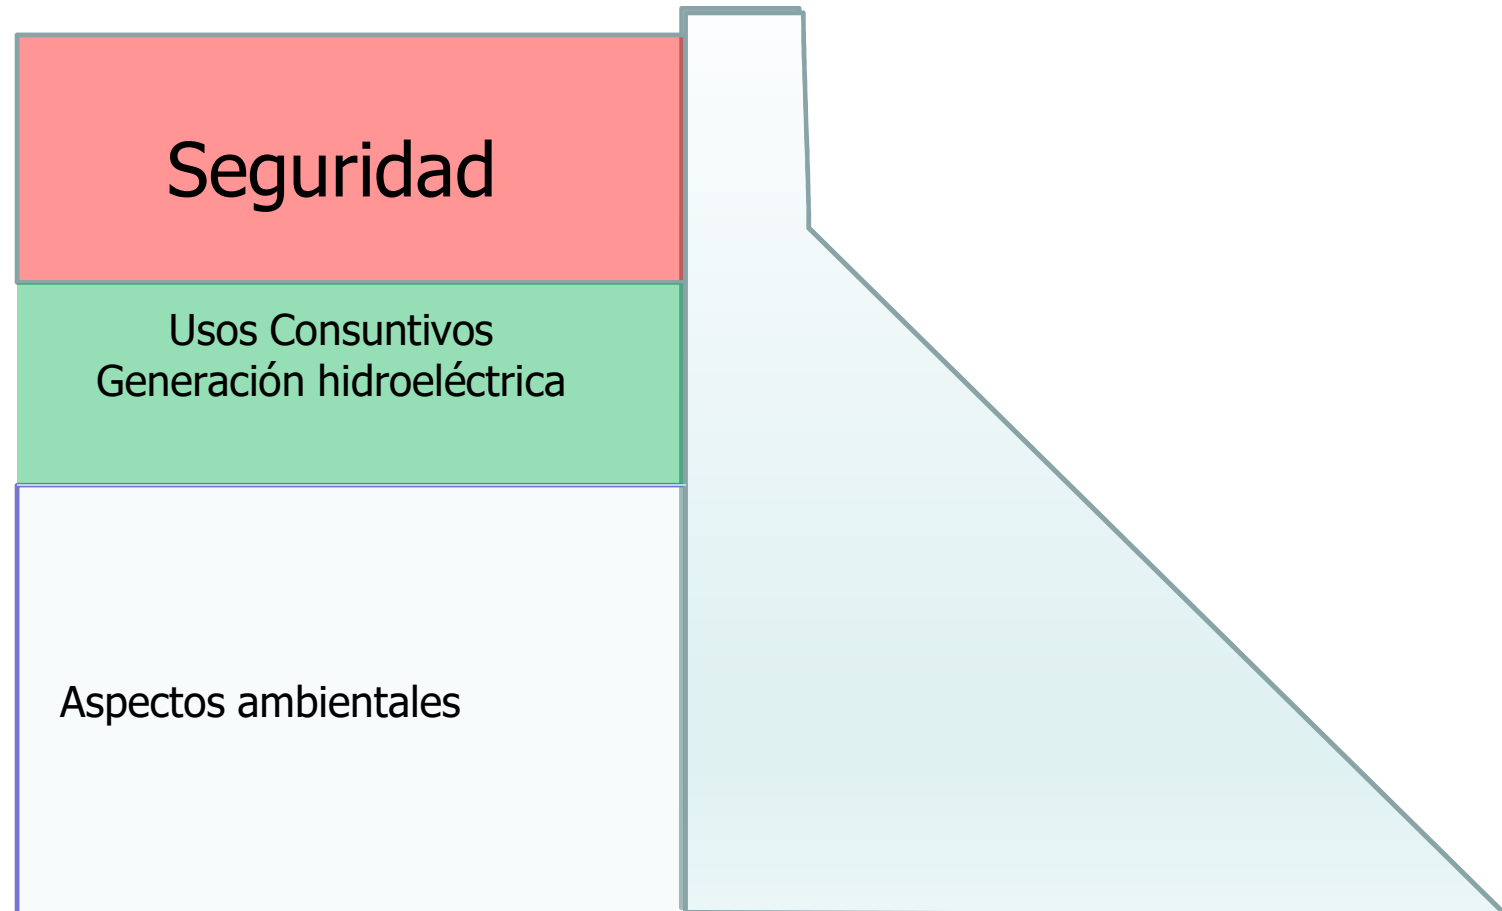 Seguridad
Usos Consuntivos
Generación hidroeléctrica
Aspectos ambientales